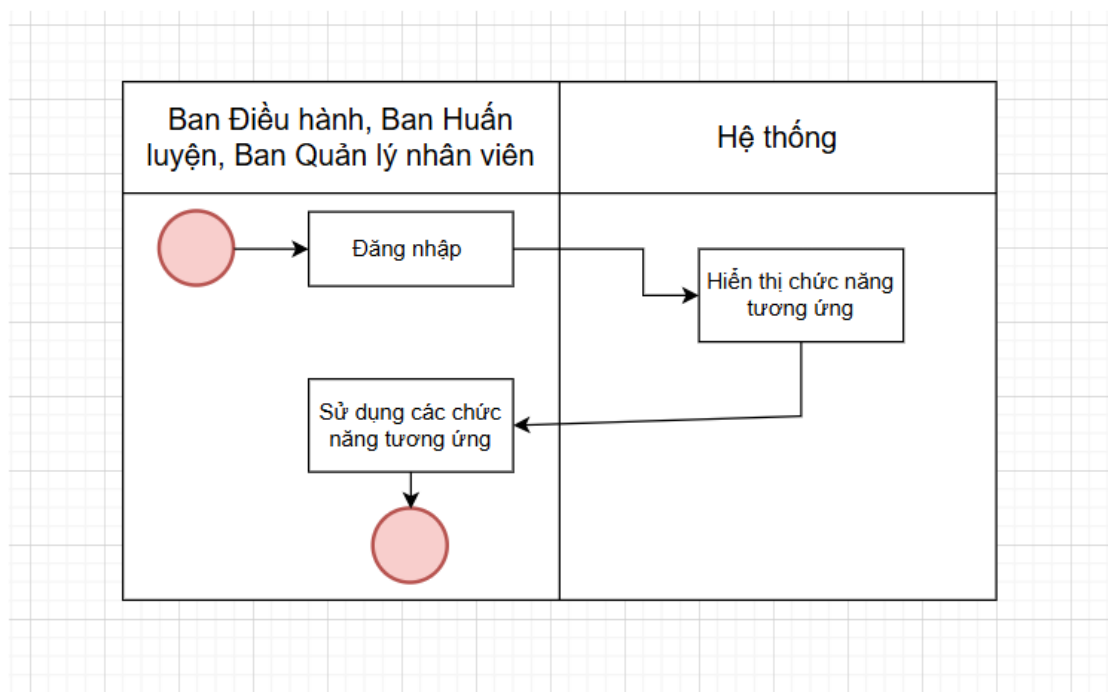 Ban Điều hành, Ban Huấn
luyện, Ban Quản lý nhân viên
Hệ thống
Đăng nhập
Hiển thị chức năng
tương ứng
Sử dụng các chức
năng tương ứng